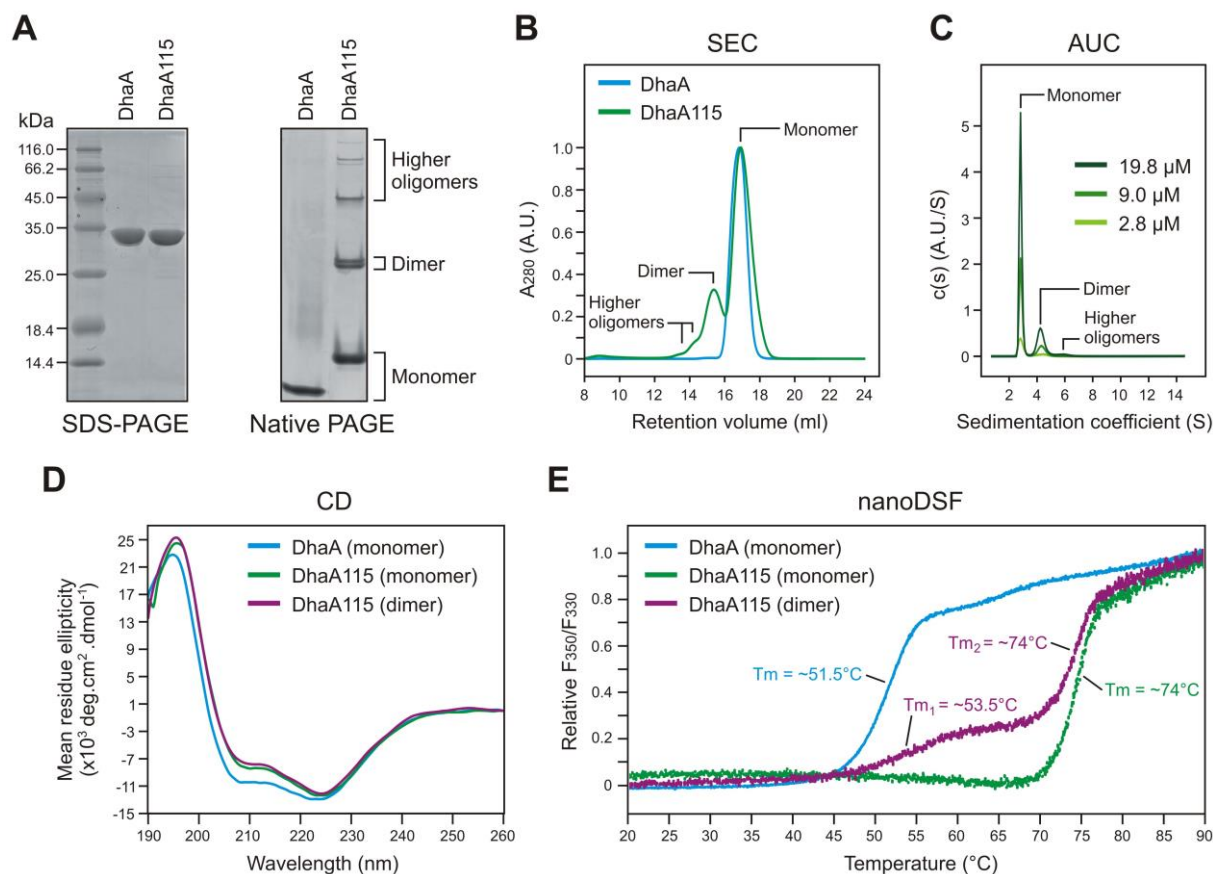 A
DhaA
DhaA115
kDa
116.0
66.2
45.0
35.0
25.0
18.4
14.4
SDS-PAGE
DhaA
DhaA115
Higher
oligomers
Dimer
Monomer
Native PAGE
B
SEC
DhaA
DhaA115
Monomer
Dimer
Higher
oligomers
A280 (A.U.)
1.0
0.8
0.6
0.4
0.2
0
8 10 12 14 16 18 20 22 24
Retention volume (ml)
C
AUC
Monomer
19.8 µM
9.0 µM
2.8 µM
Dimer
Higher
oligomers
c(s) (A.U./S)
5
4
3
2
1
0
2 4 6 8 10 12 14
Sedimentation coefficient (S)
D
CD
DhaA (monomer)
DhaA115 (monomer)
DhaA115 (dimer)
Mean residue ellipticity
(x10³ deg.cm² .dmol⁻¹)
25
21
17
13
9
5
1
-3
-7
-11
-15
190 200 210 220 230 240 250 260
Wavelength (nm)
E
nanoDSF
DhaA (monomer)
DhaA115 (monomer)
DhaA115 (dimer)
Tm = ~51.5°C
Tm₁ = ~53.5°C
Tm₂ = ~74°C
Tm = ~74°C
Relative F350/F330
1.0
0.8
0.6
0.4
0.2
0
20 25 30 35 40 45 50 55 60 65 70 75 80 85 90
Temperature (°C)